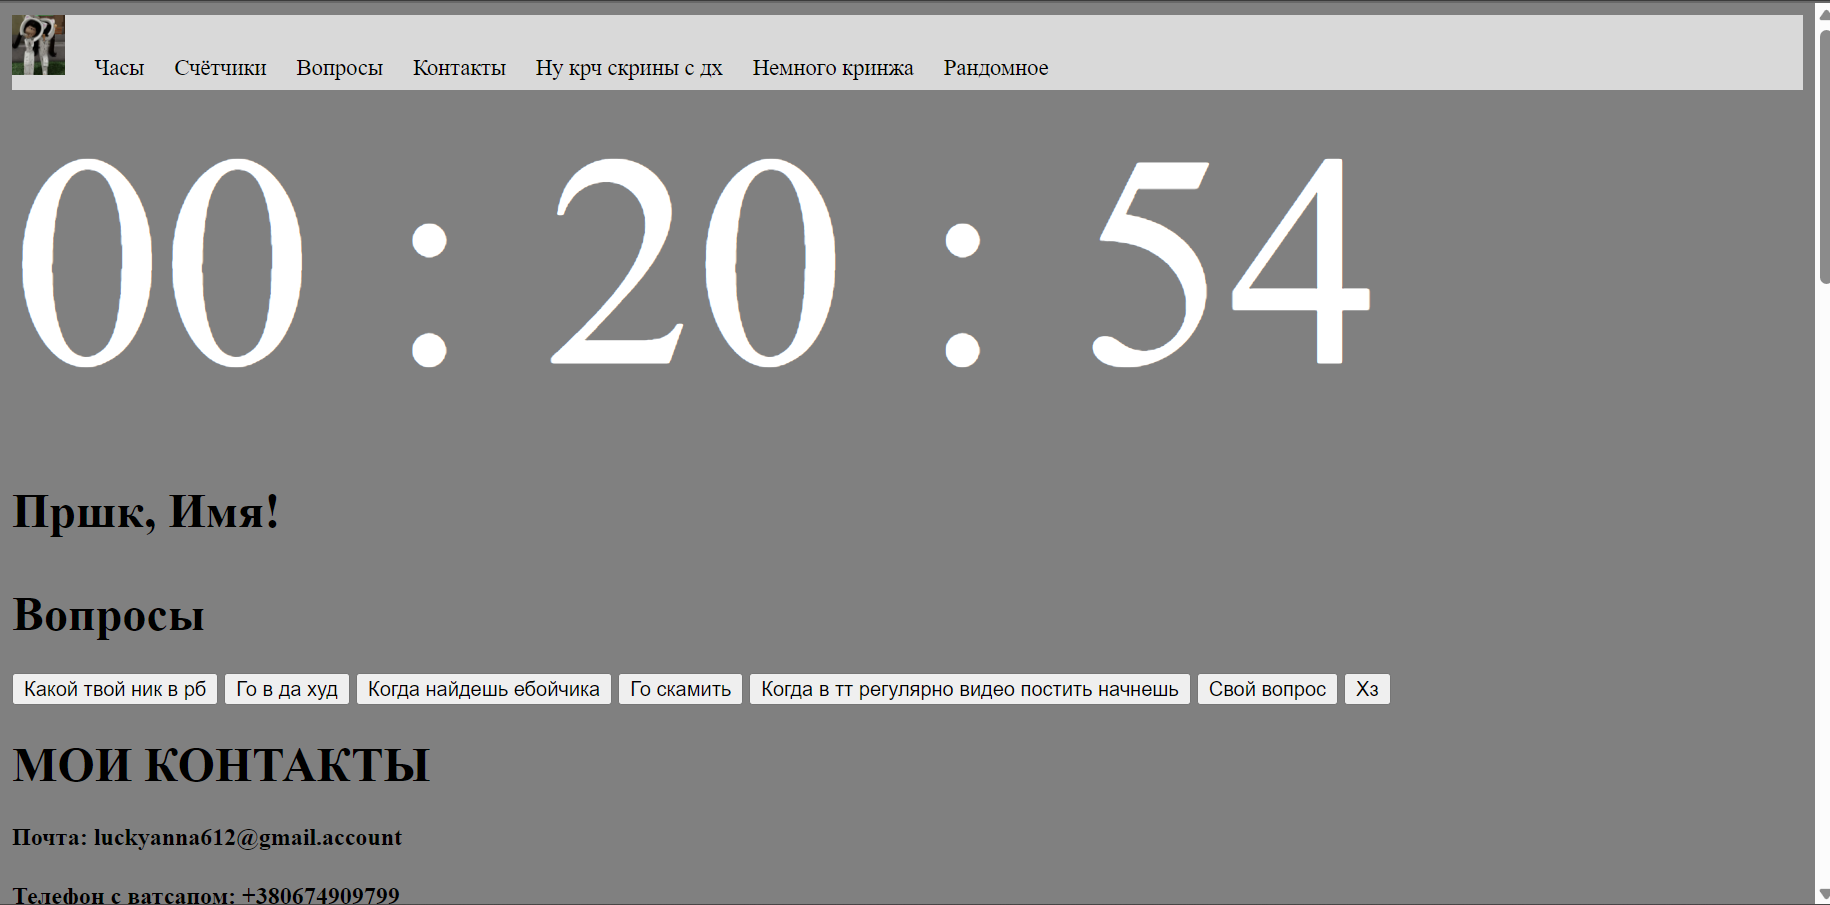 Часы Счётчики Вопросы Контакты Ну крч скрины с дх Немного кринжа Рандомное
00 : 20 : 54
Пршк, Имя!
Вопросы
Какой твой ник в рб Го в да худ Когда найдешь ебойчика Го скамить Когда в тт регулярно видео постить начнешь Свой вопрос Хз
МОИ КОНТАКТЫ
Почта: luckyanna612@gmail.account
Телефон с ватсапом: +380674909799